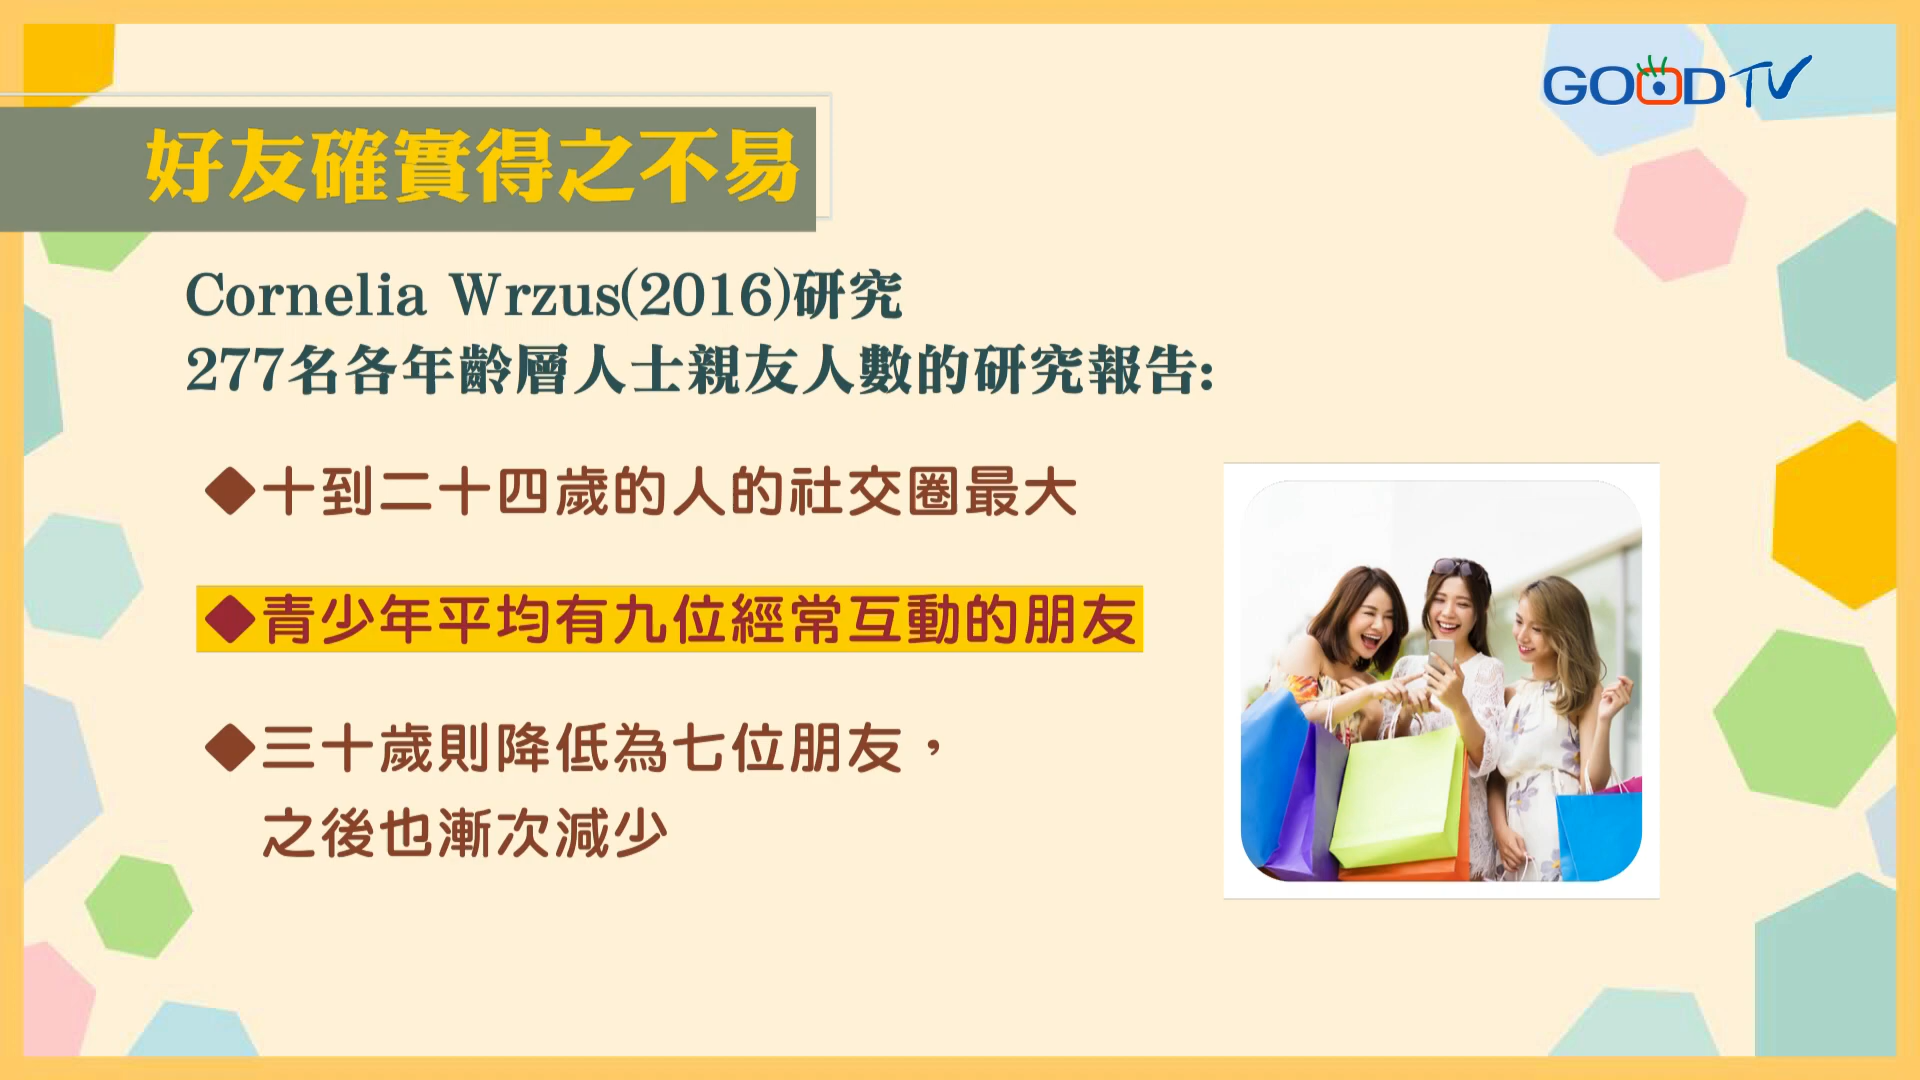 GOOD TV
好友確實得之不易
Cornelia Wrzus(2016)研究
277名各年齡層人士親友人數的研究報告:
◆十到二十四歲的人的社交圈最大
◆青少年平均有九位經常互動的朋友
◆三十歲則降低為七位朋友，
之後也漸次減少